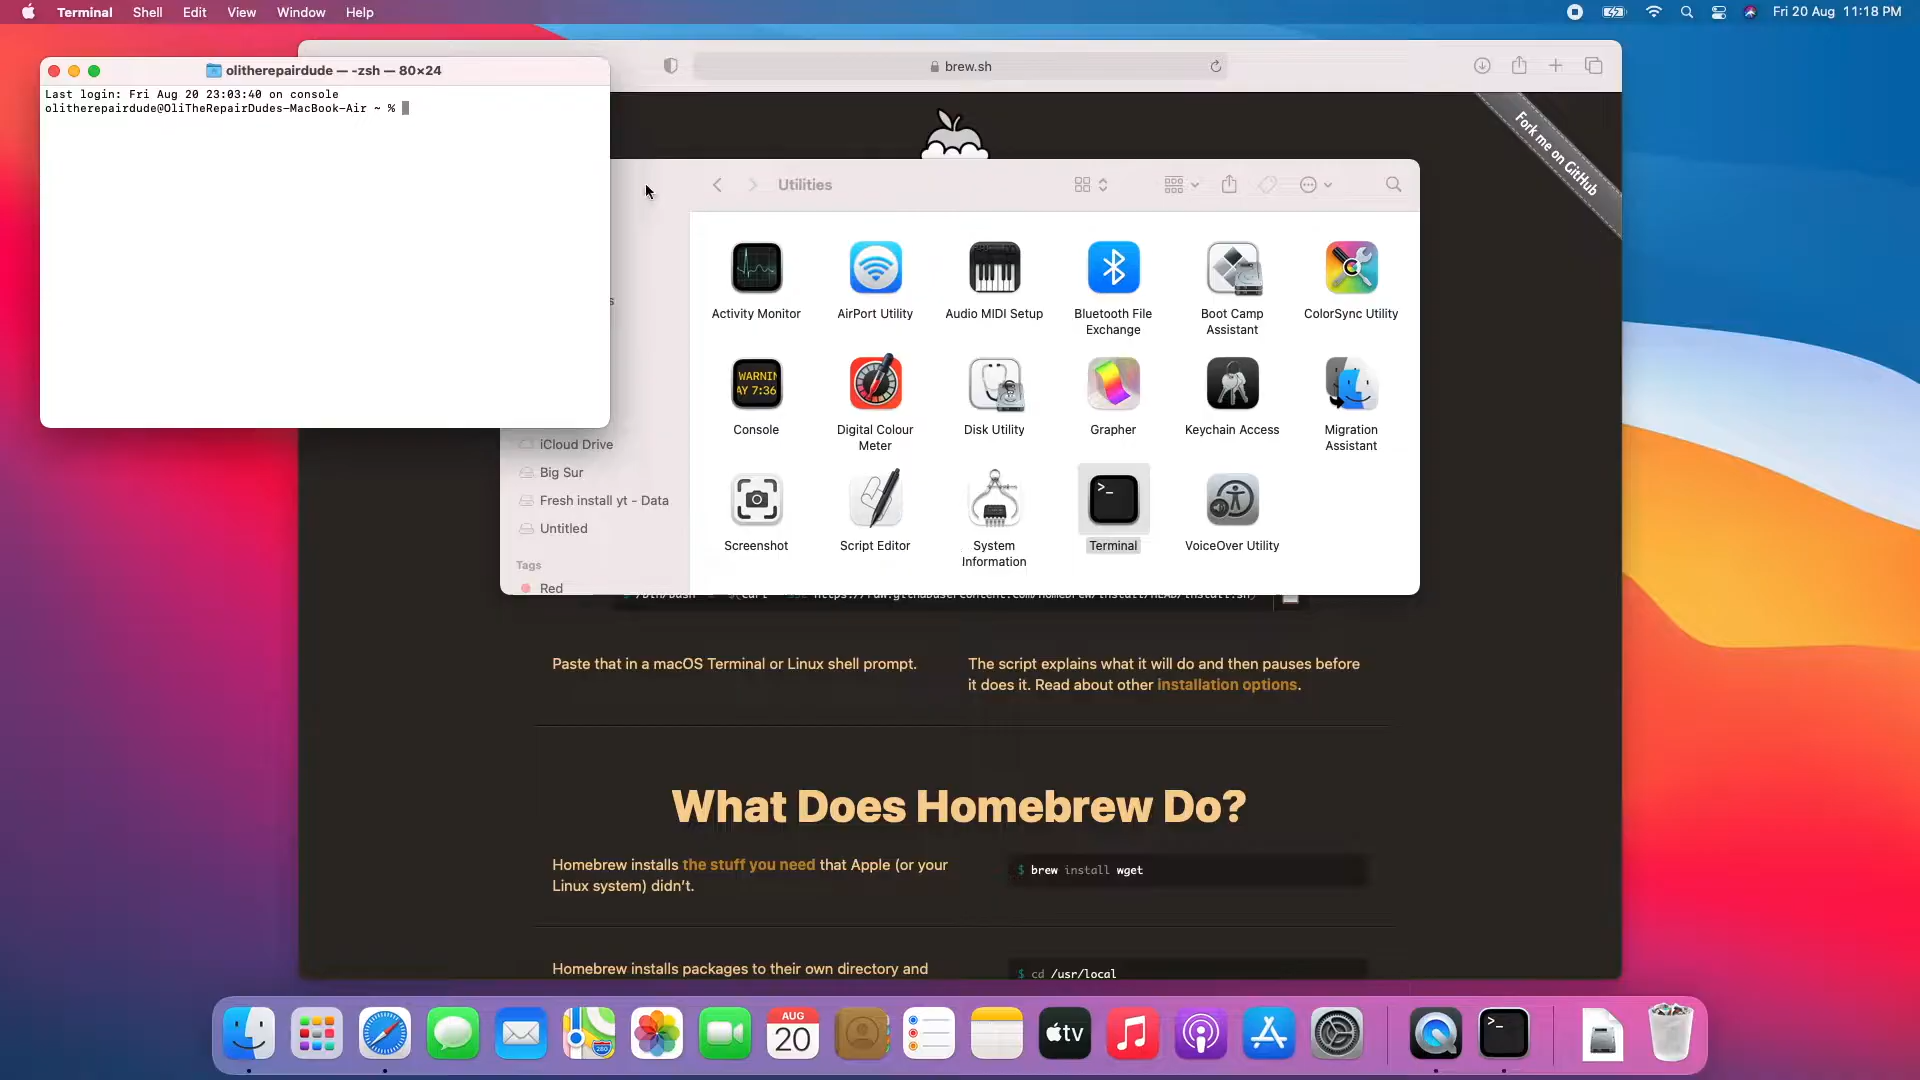 Terminal Shell Edit View Window Help
Fri 20 Aug 11:18 PM
olitherepairdude — -zsh — 80×24
Last login: Fri Aug 20 23:03:40 on console
olitherepairdude@OliTheRepairDudes-MacBook-Air ~ %
brew.sh
Fork me on GitHub
Utilities
Activity Monitor
AirPort Utility
Audio MIDI Setup
Bluetooth File
Exchange
Boot Camp
Assistant
ColorSync Utility
WARNIN
AY 7:36
Console
Digital Colour
Meter
Disk Utility
Grapher
Keychain Access
Migration
Assistant
Screenshot
Script Editor
System
Information
>_
Terminal
VoiceOver Utility
iCloud Drive
Big Sur
Fresh install yt - Data
Untitled
Tags
Red
Paste that in a macOS Terminal or Linux shell prompt.
The script explains what it will do and then pauses before
it does it. Read about other installation options.
What Does Homebrew Do?
Homebrew installs the stuff you need that Apple (or your
Linux system) didn't.
$ brew install wget
Homebrew installs packages to their own directory and
$ cd /usr/local
AUG
20
280
tv
>_